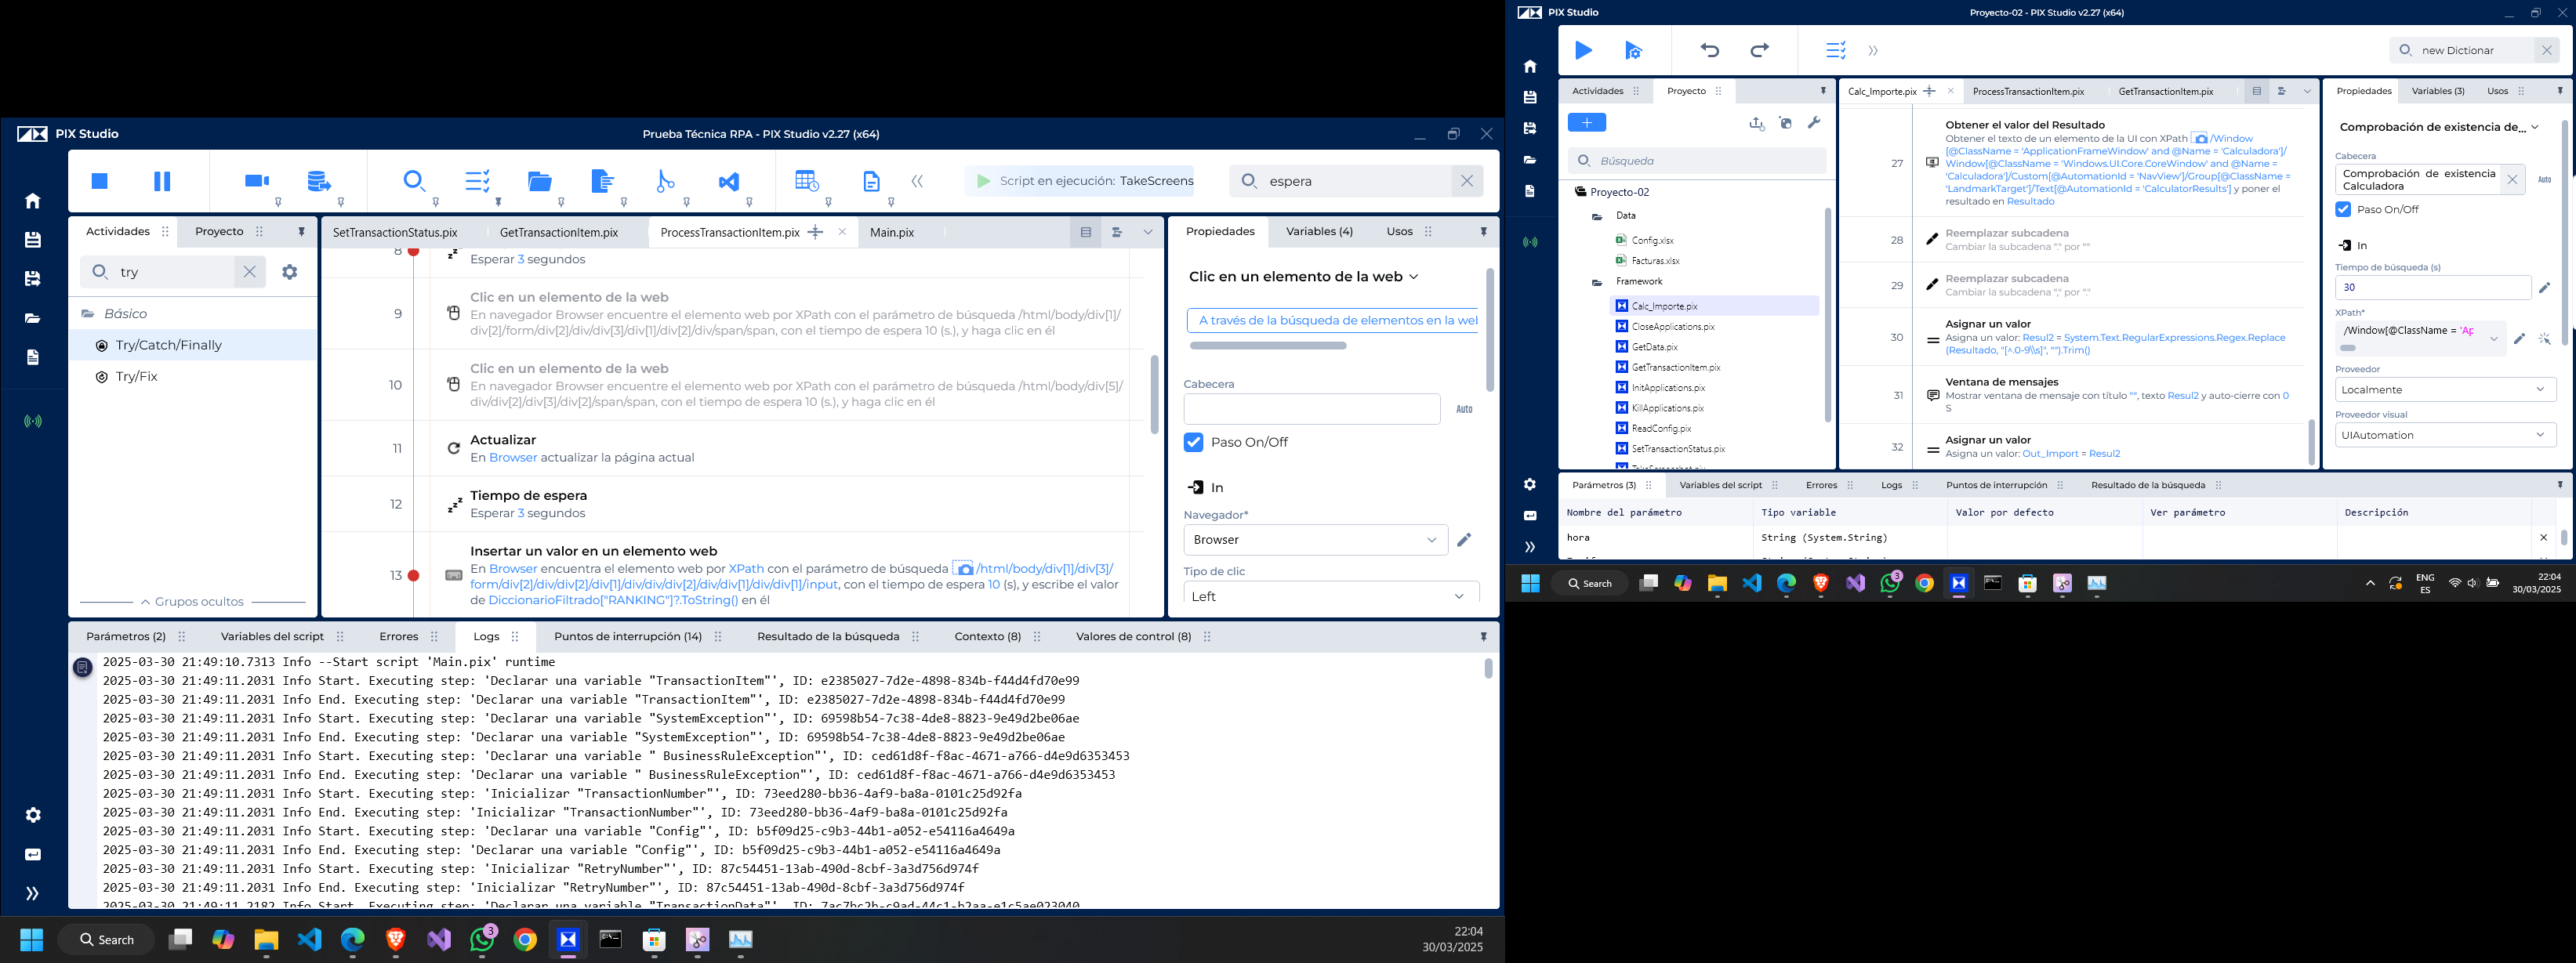 PIX Studio
Prueba Técnica RPA - PIX Studio v2.27 (x64)
Script en ejecución: TakeScreens
espera
Actividades
Proyecto
try
Básico
Try/Catch/Finally
Try/Fix
Grupos ocultos
SetTransactionStatus.pix
GetTransactionItem.pix
ProcessTransactionItem.pix
Main.pix
8
Esperar 3 segundos
9
Clic en un elemento de la web
En navegador Browser encuentre el elemento web por XPath con el parámetro de búsqueda /html/body/div[1]/
div[2]/form/div[2]/div/div[3]/div[1]/div[2]/div/span/span, con el tiempo de espera 10 (s.), y haga clic en él
10
Clic en un elemento de la web
En navegador Browser encuentre el elemento web por XPath con el parámetro de búsqueda /html/body/div[5]/
div/div[2]/div[3]/div[2]/span/span, con el tiempo de espera 10 (s.), y haga clic en él
11
Actualizar
En Browser actualizar la página actual
12
Tiempo de espera
Esperar 3 segundos
13
Insertar un valor en un elemento web
En Browser encuentra el elemento web por XPath con el parámetro de búsqueda /html/body/div[1]/div[3]/
form/div[2]/div/div[2]/div[1]/div/div/div[2]/div/div[1]/div/div[1]/input, con el tiempo de espera 10 (s), y escribe el valor
de DiccionarioFiltrado["RANKING"]?.ToString() en él
Propiedades
Variables (4)
Usos
Clic en un elemento de la web
A través de la búsqueda de elementos en la web
Cabecera
Auto
Paso On/Off
In
Navegador*
Browser
Tipo de clic
Left
Parámetros (2)
Variables del script
Errores
Logs
Puntos de interrupción (14)
Resultado de la búsqueda
Contexto (8)
Valores de control (8)
2025-03-30 21:49:10.7313 Info --Start script 'Main.pix' runtime
2025-03-30 21:49:11.2031 Info Start. Executing step: 'Declarar una variable "TransactionItem"', ID: e2385027-7d2e-4898-834b-f44d4fd70e99
2025-03-30 21:49:11.2031 Info End. Executing step: 'Declarar una variable "TransactionItem"', ID: e2385027-7d2e-4898-834b-f44d4fd70e99
2025-03-30 21:49:11.2031 Info Start. Executing step: 'Declarar una variable "SystemException"', ID: 69598b54-7c38-4de8-8823-9e49d2be06ae
2025-03-30 21:49:11.2031 Info End. Executing step: 'Declarar una variable "SystemException"', ID: 69598b54-7c38-4de8-8823-9e49d2be06ae
2025-03-30 21:49:11.2031 Info Start. Executing step: 'Declarar una variable " BusinessRuleException"', ID: ced61d8f-f8ac-4671-a766-d4e9d6353453
2025-03-30 21:49:11.2031 Info End. Executing step: 'Declarar una variable " BusinessRuleException"', ID: ced61d8f-f8ac-4671-a766-d4e9d6353453
2025-03-30 21:49:11.2031 Info Start. Executing step: 'Inicializar "TransactionNumber"', ID: 73eed280-bb36-4af9-ba8a-0101c25d92fa
2025-03-30 21:49:11.2031 Info End. Executing step: 'Inicializar "TransactionNumber"', ID: 73eed280-bb36-4af9-ba8a-0101c25d92fa
2025-03-30 21:49:11.2031 Info Start. Executing step: 'Declarar una variable "Config"', ID: b5f09d25-c9b3-44b1-a052-e54116a4649a
2025-03-30 21:49:11.2031 Info End. Executing step: 'Declarar una variable "Config"', ID: b5f09d25-c9b3-44b1-a052-e54116a4649a
2025-03-30 21:49:11.2031 Info Start. Executing step: 'Inicializar "RetryNumber"', ID: 87c54451-13ab-490d-8cbf-3a3d756d974f
2025-03-30 21:49:11.2031 Info End. Executing step: 'Inicializar "RetryNumber"', ID: 87c54451-13ab-490d-8cbf-3a3d756d974f
2025-03-30 21:49:11.2182 Info Start. Executing step: 'Declarar una variable "TransactionData"', ID: 7ac7bc2b-c9ad-44c1-b2aa-e1c5ae023040
Search
3
22:04
30/03/2025
PIX Studio
Proyecto-02 - PIX Studio v2.27 (x64)
new Dictionar
Actividades
Proyecto
Búsqueda
Proyecto-02
Data
Config.xlsx
Facturas.xlsx
Framework
Calc_Importe.pix
CloseApplications.pix
GetData.pix
GetTransactionItem.pix
InitApplications.pix
KillApplications.pix
ReadConfig.pix
SetTransactionStatus.pix
Calc_Importe.pix
ProcessTransactionItem.pix
GetTransactionItem.pix
27
Obtener el valor del Resultado
Obtener el texto de un elemento de la UI con XPath /Window
[@ClassName = 'ApplicationFrameWindow' and @Name = 'Calculadora']/
Window[@ClassName = 'Windows.UI.Core.CoreWindow' and @Name =
'Calculadora']/Custom[@AutomationId = 'NavView']/Group[@ClassName =
'LandmarkTarget']/Text[@AutomationId = 'CalculatorResults'] y poner el
resultado en Resultado
28
Reemplazar subcadena
Cambiar la subcadena "." por ""
29
Reemplazar subcadena
Cambiar la subcadena "," por "."
30
Asignar un valor
Asigna un valor: Resul2 = System.Text.RegularExpressions.Regex.Replace
(Resultado, "[^.0-9\\s]", "").Trim()
31
Ventana de mensajes
Mostrar ventana de mensaje con título "", texto Resul2 y auto-cierre con 0
S
32
Asignar un valor
Asigna un valor: Out_Import = Resul2
Propiedades
Variables (3)
Usos
Comprobación de existencia de...
Cabecera
Comprobación de existencia
Calculadora
Auto
Paso On/Off
In
Tiempo de búsqueda (s)
30
XPath*
/Window[@ClassName = 'Ap
Proveedor
Localmente
Proveedor visual
UIAutomation
Parámetros (3)
Variables del script
Errores
Logs
Puntos de interrupción
Resultado de la búsqueda
Nombre del parámetro
Tipo variable
Valor por defecto
Ver parámetro
Descripción
hora
String (System.String)
Search
3
ENG
ES
22:04
30/03/2025